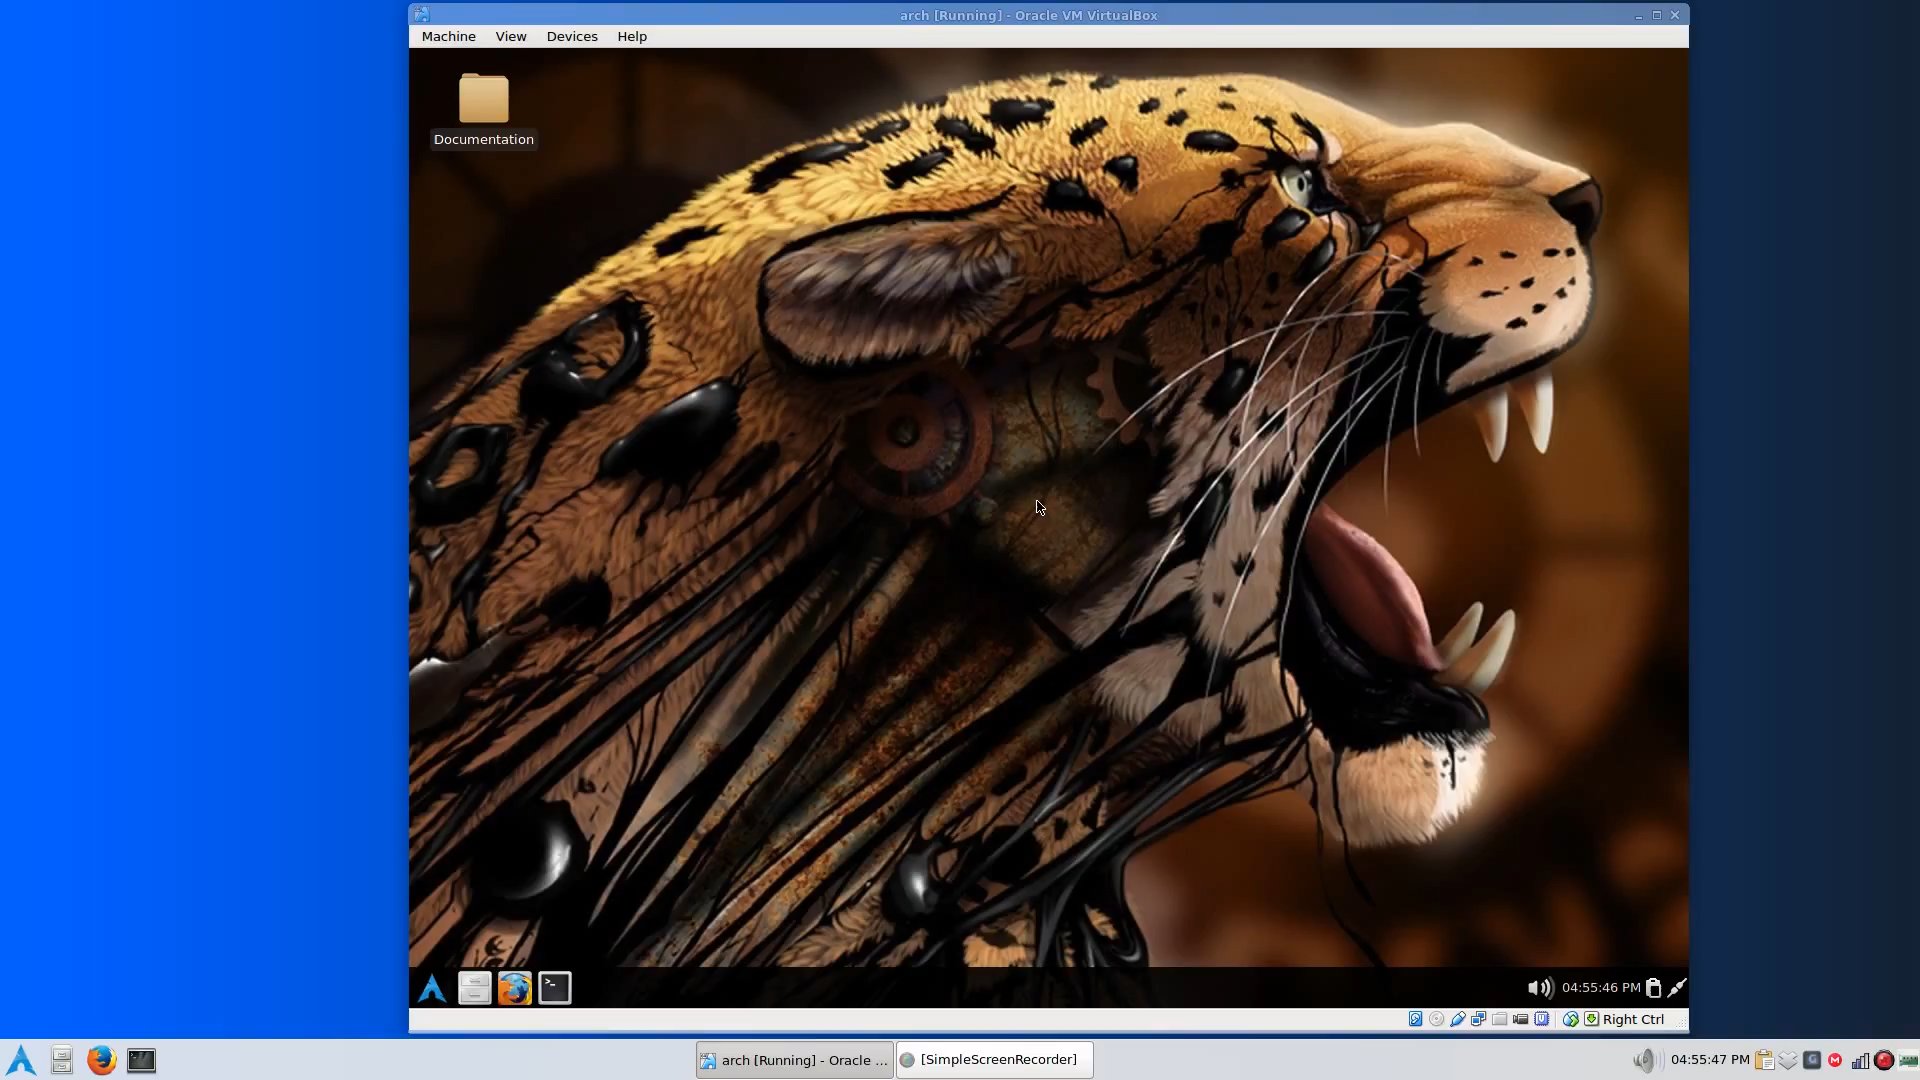 arch [Running] - Oracle VM VirtualBox
Machine View Devices Help
Documentation
>_
04:55:46 PM
Right Ctrl
arch [Running] - Oracle ...
[SimpleScreenRecorder]
04:55:47 PM